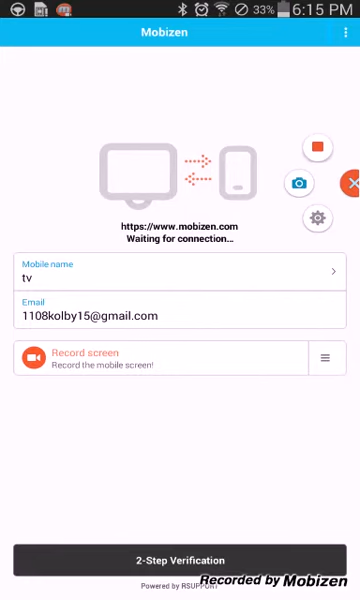 33% 6:15 PM
Mobizen
https://www.mobizen.com
Waiting for connection...
Mobile name
tv
Email
1108kolby15@gmail.com
Record screen
Record the mobile screen!
2-Step Verification
Powered by RSUPPORT
Recorded by Mobizen